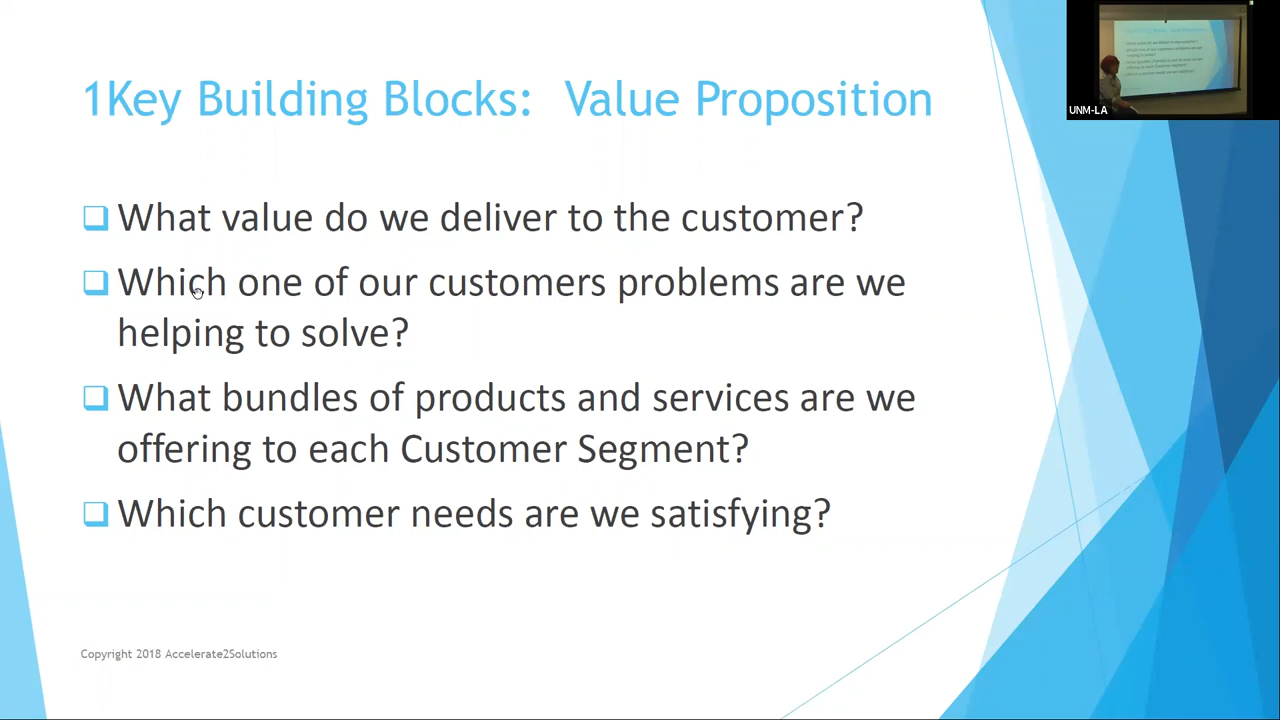 1Key Building Blocks: Value Proposition
What value do we deliver to the customer?
Which one of our customers problems are we
helping to solve?
What bundles of products and services are we
offering to each Customer Segment?
Which customer needs are we satisfying?
Copyright 2018 Accelerate2Solutions
UNM-LA